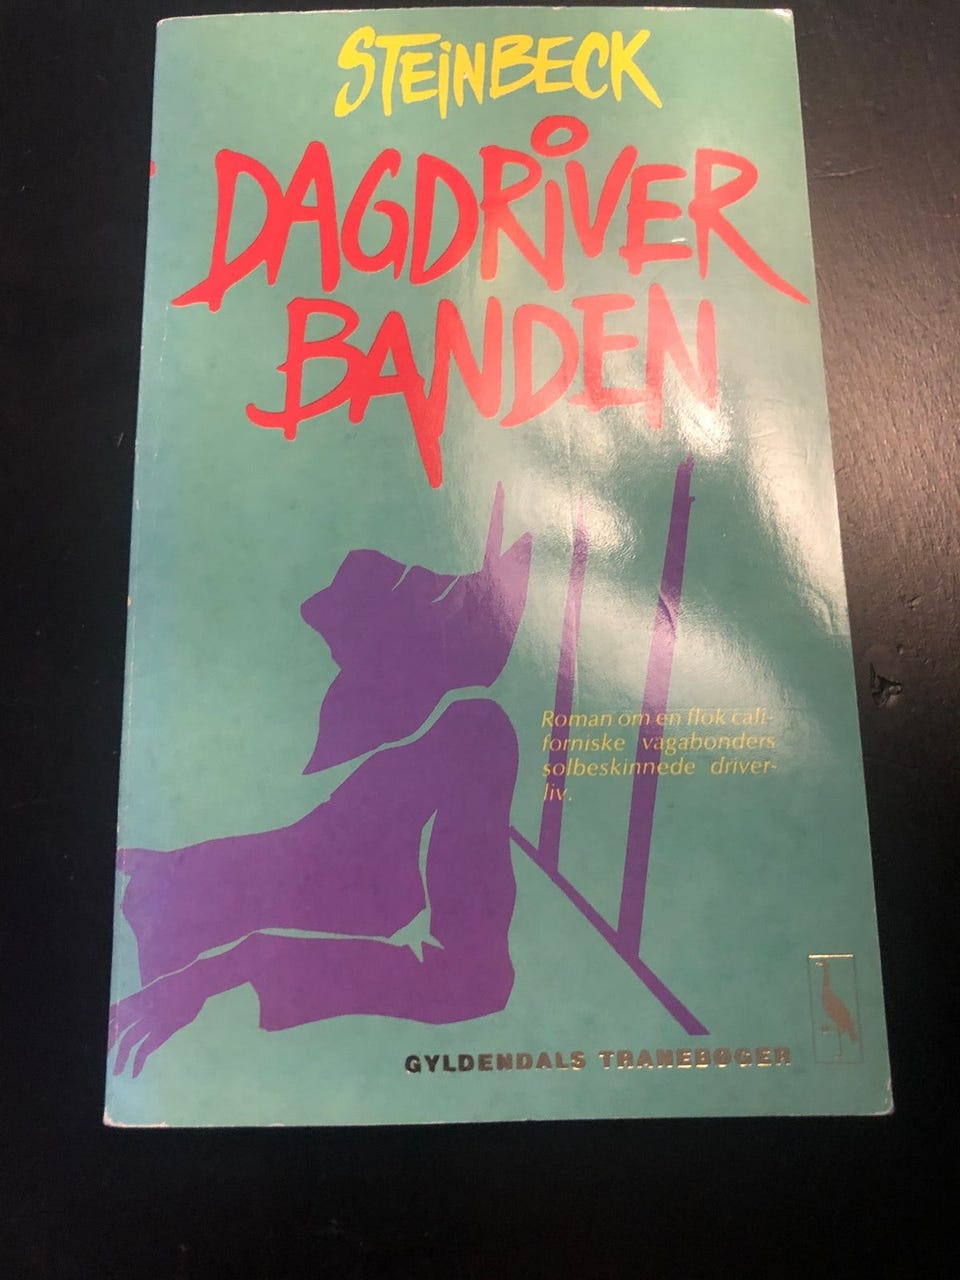 STEiNBECK
DAGDRiVER
BANDEN
Roman om en flok cali-
forniske vagabonders
solbeskinnede driver-
liv.
GYLDENDALS TRANEBØGER